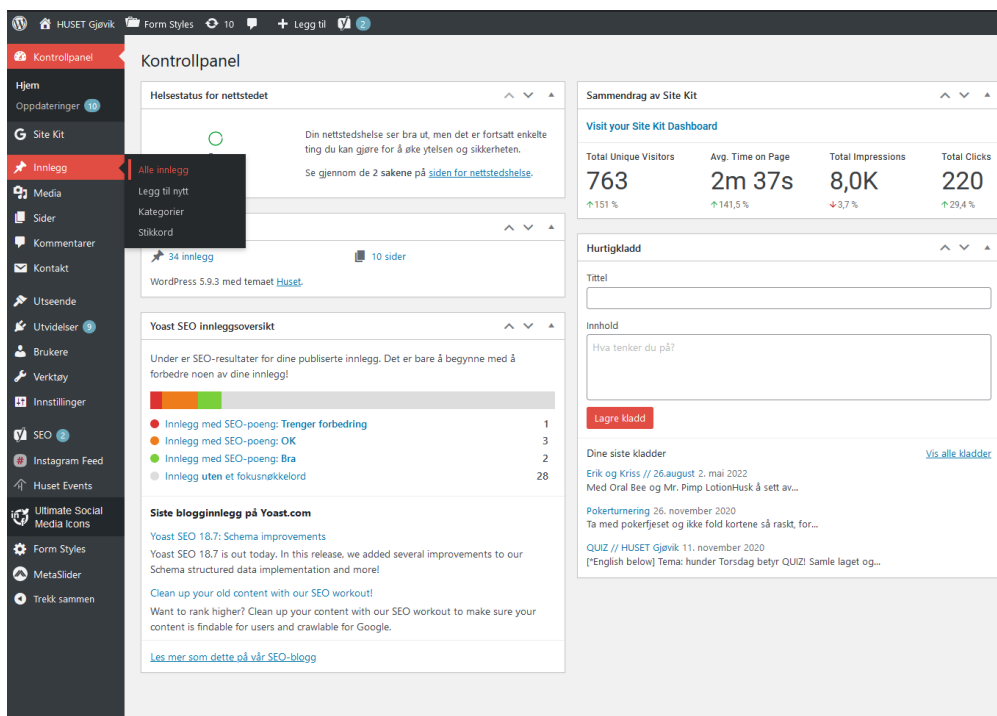 HUSET Gjøvik Form Styles 10 + Legg til 2
Kontrollpanel
Hjem
Oppdateringer 10
G Site Kit
Innlegg
Media
Sider
Kommentarer
Kontakt
Utseende
Utvidelser 9
Brukere
Verktøy
Innstillinger
SEO 2
# Instagram Feed
Huset Events
Ultimate Social
Media Icons
Form Styles
MetaSlider
Trekk sammen
Alle innlegg
Legg til nytt
Kategorier
Stikkord
Kontrollpanel
Helsestatus for nettstedet
Din nettstedshelse ser bra ut, men det er fortsatt enkelte
ting du kan gjøre for å øke ytelsen og sikkerheten.
Se gjennom de 2 sakene på siden for nettstedshelse.
34 innlegg 10 sider
WordPress 5.9.3 med temaet Huset.
Yoast SEO innleggsoversikt
Under er SEO-resultater for dine publiserte innlegg. Det er bare å begynne med å
forbedre noen av dine innlegg!
Innlegg med SEO-poeng: Trenger forbedring 1
Innlegg med SEO-poeng: OK 3
Innlegg med SEO-poeng: Bra 2
Innlegg uten et fokusnøkkelord 28
Siste blogginnlegg på Yoast.com
Yoast SEO 18.7: Schema improvements
Yoast SEO 18.7 is out today. In this release, we added several improvements to our
Schema structured data implementation and more!
Clean up your old content with our SEO workout!
Want to rank higher? Clean up your content with our SEO workout to make sure your
content is findable for users and crawlable for Google.
Les mer som dette på vår SEO-blogg
Sammendrag av Site Kit
Visit your Site Kit Dashboard
Total Unique Visitors Avg. Time on Page Total Impressions Total Clicks
763 2m 37s 8,0K 220
↑151 % ↑141,5 % ↓3,7 % ↑29,4 %
Hurtigkladd
Tittel
Innhold
Hva tenker du på?
Lagre kladd
Dine siste kladder Vis alle kladder
Erik og Kriss // 26.august 2. mai 2022
Med Oral Bee og Mr. Pimp LotionHusk å sett av...
Pokerturnering 26. november 2020
Ta med pokerfjeset og ikke fold kortene så raskt, for...
QUIZ // HUSET Gjøvik 11. november 2020
[*English below] Tema: hunder Torsdag betyr QUIZ! Samle laget og...